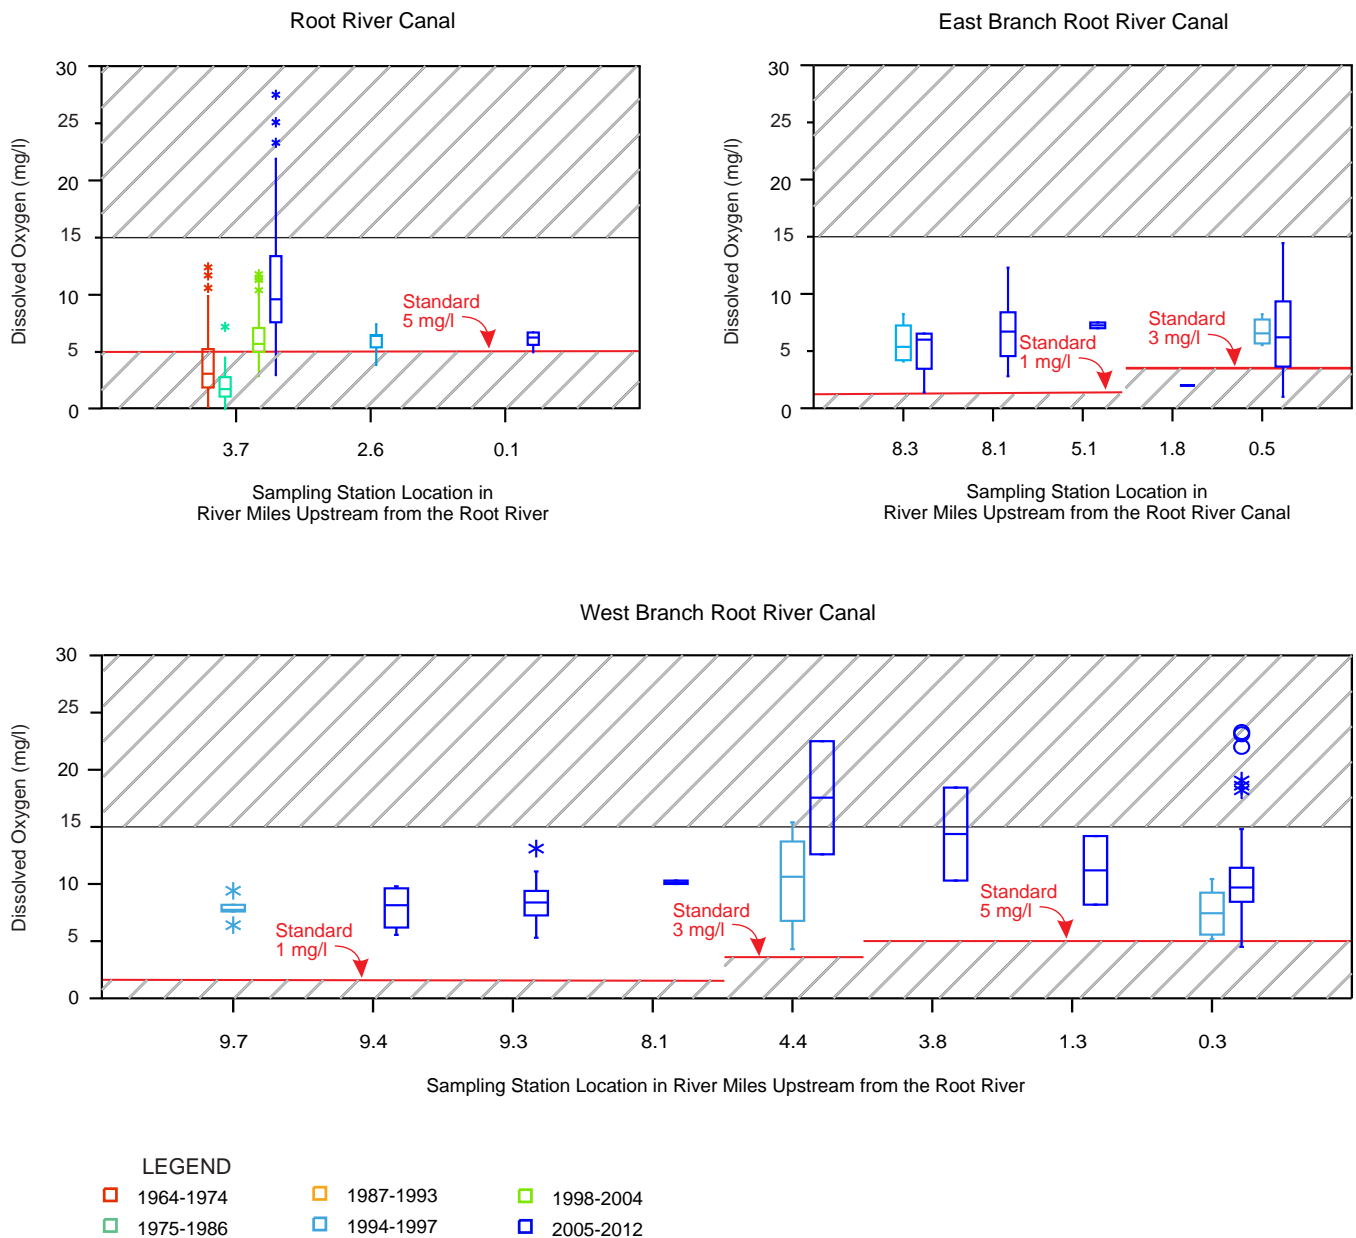 Root River Canal
East Branch Root River Canal
Dissolved Oxygen (mg/l)
30
25
20
15
10
5
0
Standard
5 mg/l
3.7 2.6 0.1
Sampling Station Location in
River Miles Upstream from the Root River
Dissolved Oxygen (mg/l)
30
25
20
15
10
5
0
Standard
1 mg/l
Standard
3 mg/l
8.3 8.1 5.1 1.8 0.5
Sampling Station Location in
River Miles Upstream from the Root River Canal
West Branch Root River Canal
Dissolved Oxygen (mg/l)
30
25
20
15
10
5
0
Standard
1 mg/l
Standard
3 mg/l
Standard
5 mg/l
9.7 9.4 9.3 8.1 4.4 3.8 1.3 0.3
Sampling Station Location in River Miles Upstream from the Root River
LEGEND
1964-1974 1987-1993 1998-2004
1975-1986 1994-1997 2005-2012